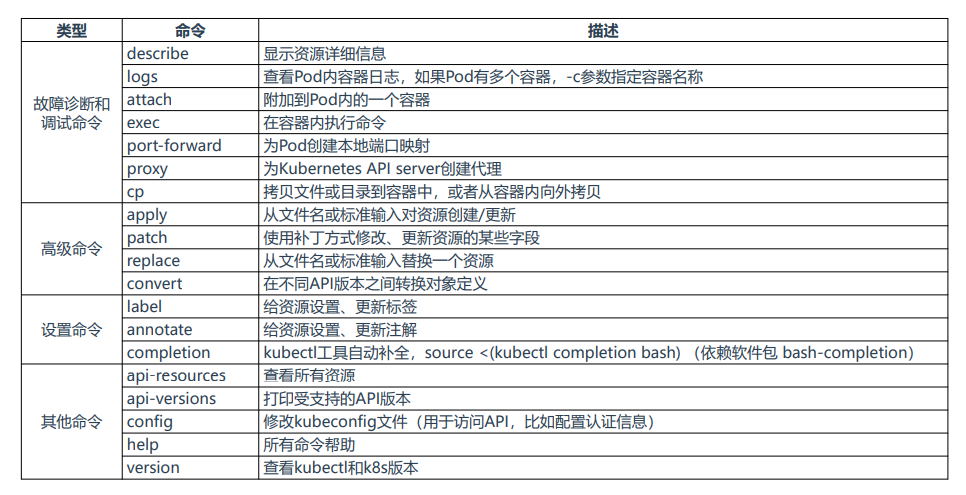 类型 命令 描述
故障诊断和
调试命令
describe 显示资源详细信息
logs 查看Pod内容器日志，如果Pod有多个容器，-c参数指定容器名称
attach 附加到Pod内的一个容器
exec 在容器内执行命令
port-forward 为Pod创建本地端口映射
proxy 为Kubernetes API server创建代理
cp 拷贝文件或目录到容器中，或者从容器内向外拷贝
高级命令
apply 从文件名或标准输入对资源创建/更新
patch 使用补丁方式修改、更新资源的某些字段
replace 从文件名或标准输入替换一个资源
convert 在不同API版本之间转换对象定义
设置命令
label 给资源设置、更新标签
annotate 给资源设置、更新注解
completion kubectl工具自动补全，source <(kubectl completion bash) （依赖软件包 bash-completion）
其他命令
api-resources 查看所有资源
api-versions 打印受支持的API版本
config 修改kubeconfig文件（用于访问API，比如配置认证信息）
help 所有命令帮助
version 查看kubectl和k8s版本